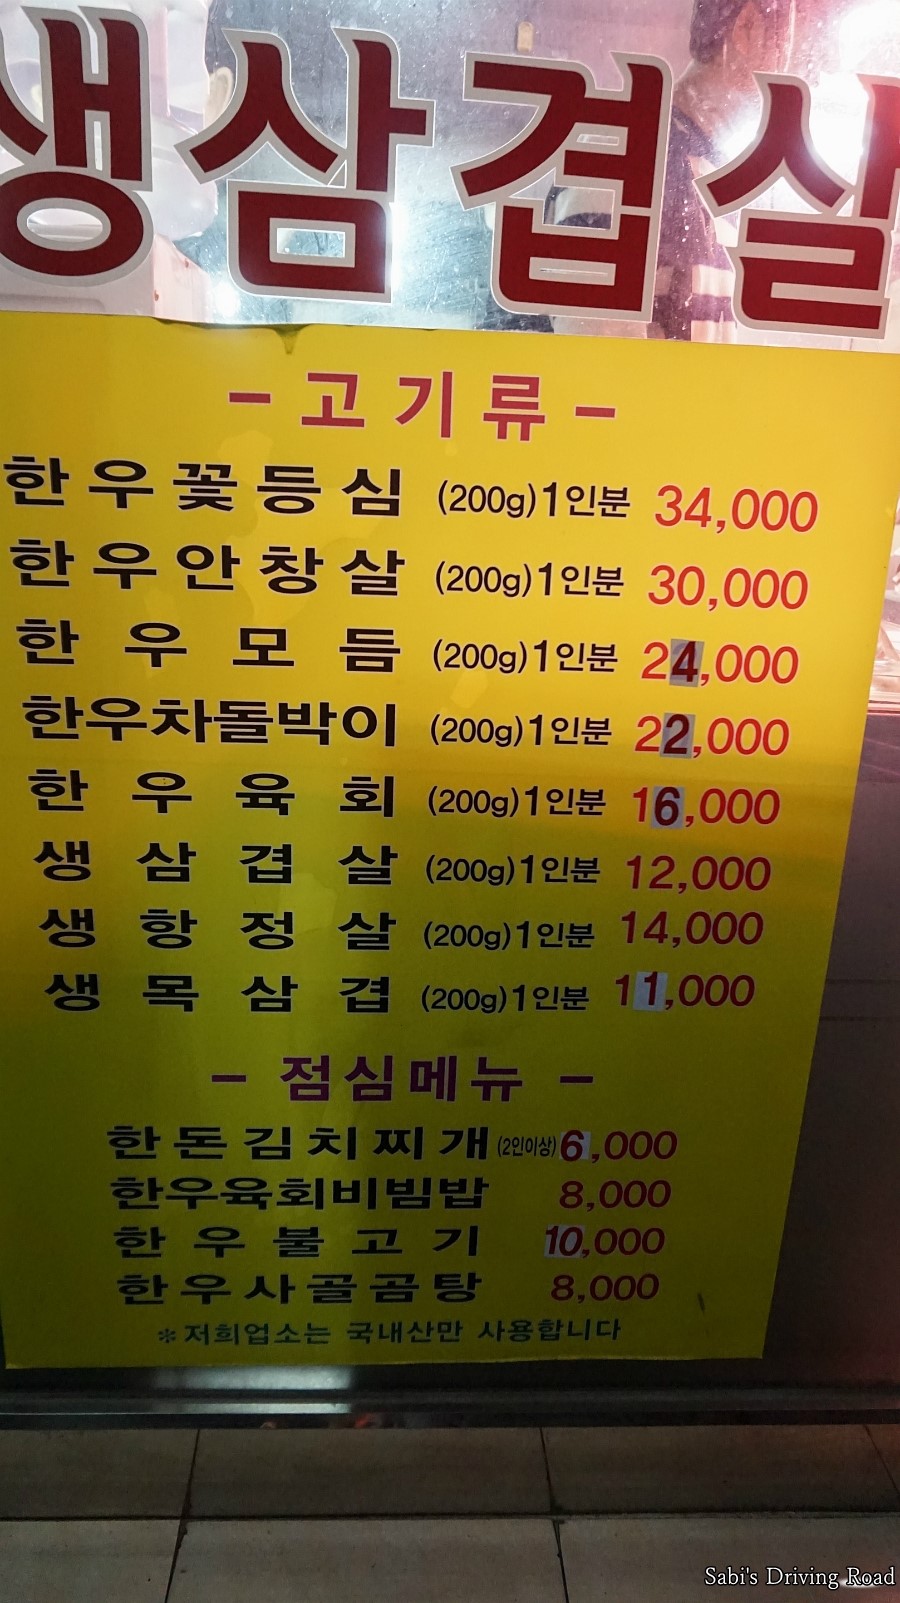 생삼겹살
- 고기류 -
한우꽃등심 (200g)1인분 34,000
한우안창살 (200g)1인분 30,000
한우모듬 (200g)1인분 24,000
한우차돌박이 (200g)1인분 22,000
한우육회 (200g)1인분 16,000
생삼겹살 (200g)1인분 12,000
생항정살 (200g)1인분 14,000
생목삼겹 (200g)1인분 11,000
- 점심메뉴 -
한돈김치찌개(2인이상)6,000
한우육회비빔밥 8,000
한우불고기 10,000
한우사골곰탕 8,000
※저희업소는 국내산만 사용합니다
Sabi's Driving Road